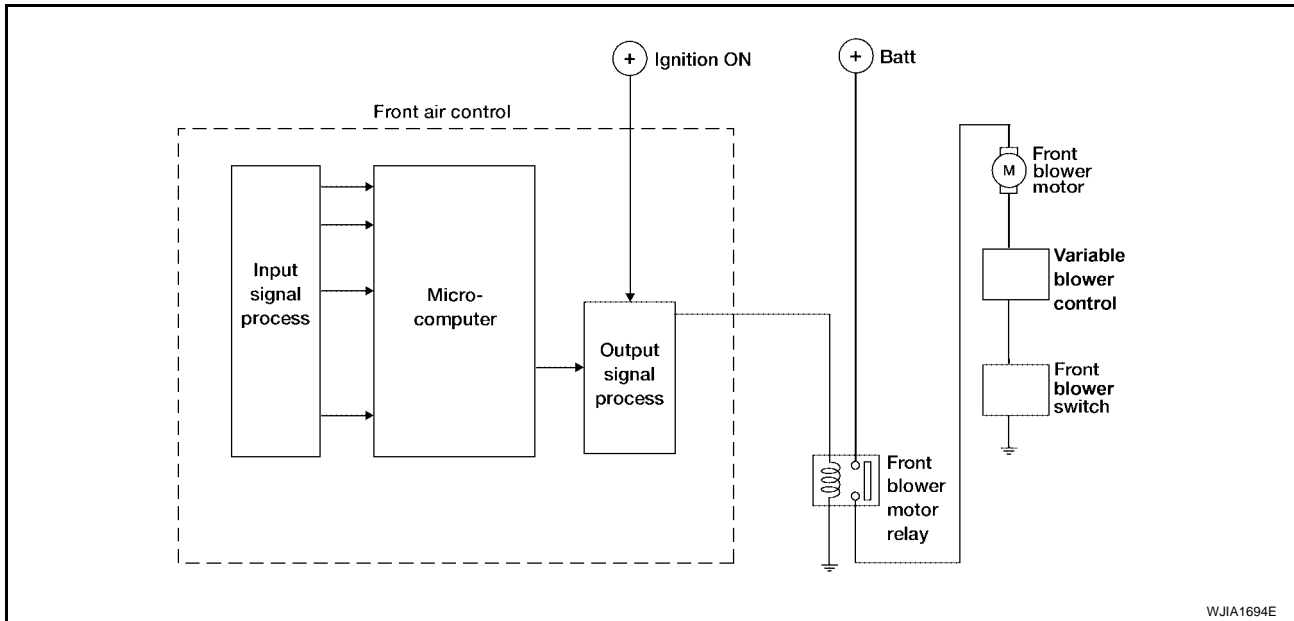 +
Ignition ON
+
Batt
Front air control
Input
signal
process
Micro-
computer
Output
signal
process
M
Front
blower
motor
Variable
blower
control
Front
blower
switch
Front
blower
motor
relay
WJIA1694E